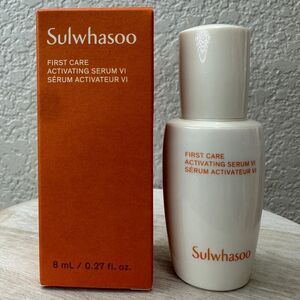 Sulwhasoo
FIRST CARE
ACTIVATING SERUM VI
SÉRUM ACTIVATEUR VI
8 mL / 0.27 fl. oz.
FIRST CARE
ACTIVATING SERUM VI
SÉRUM ACTIVATEUR VI
Sulwhasoo